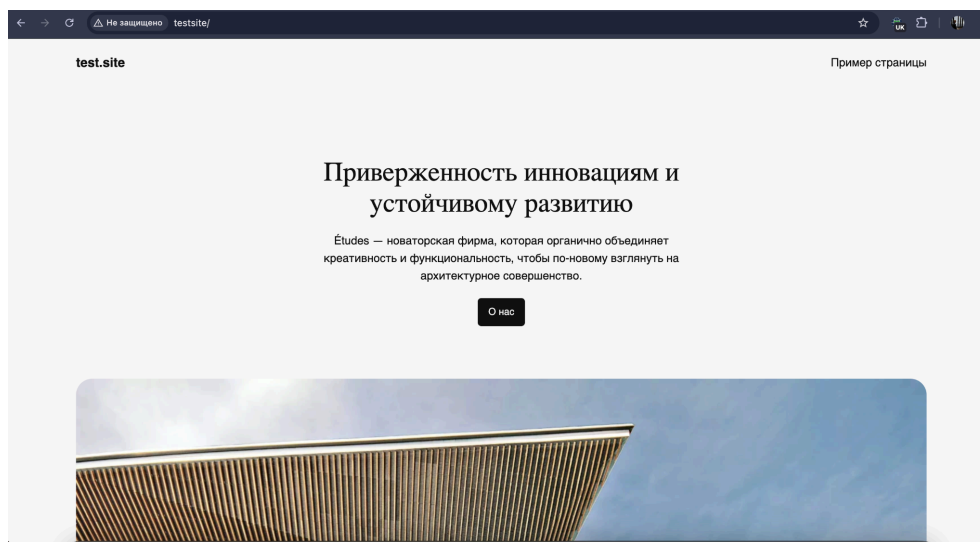 Не защищено testsite/
UK
test.site Пример страницы
Приверженность инновациям и
устойчивому развитию
Études — новаторская фирма, которая органично объединяет
креативность и функциональность, чтобы по-новому взглянуть на
архитектурное совершенство.
О нас